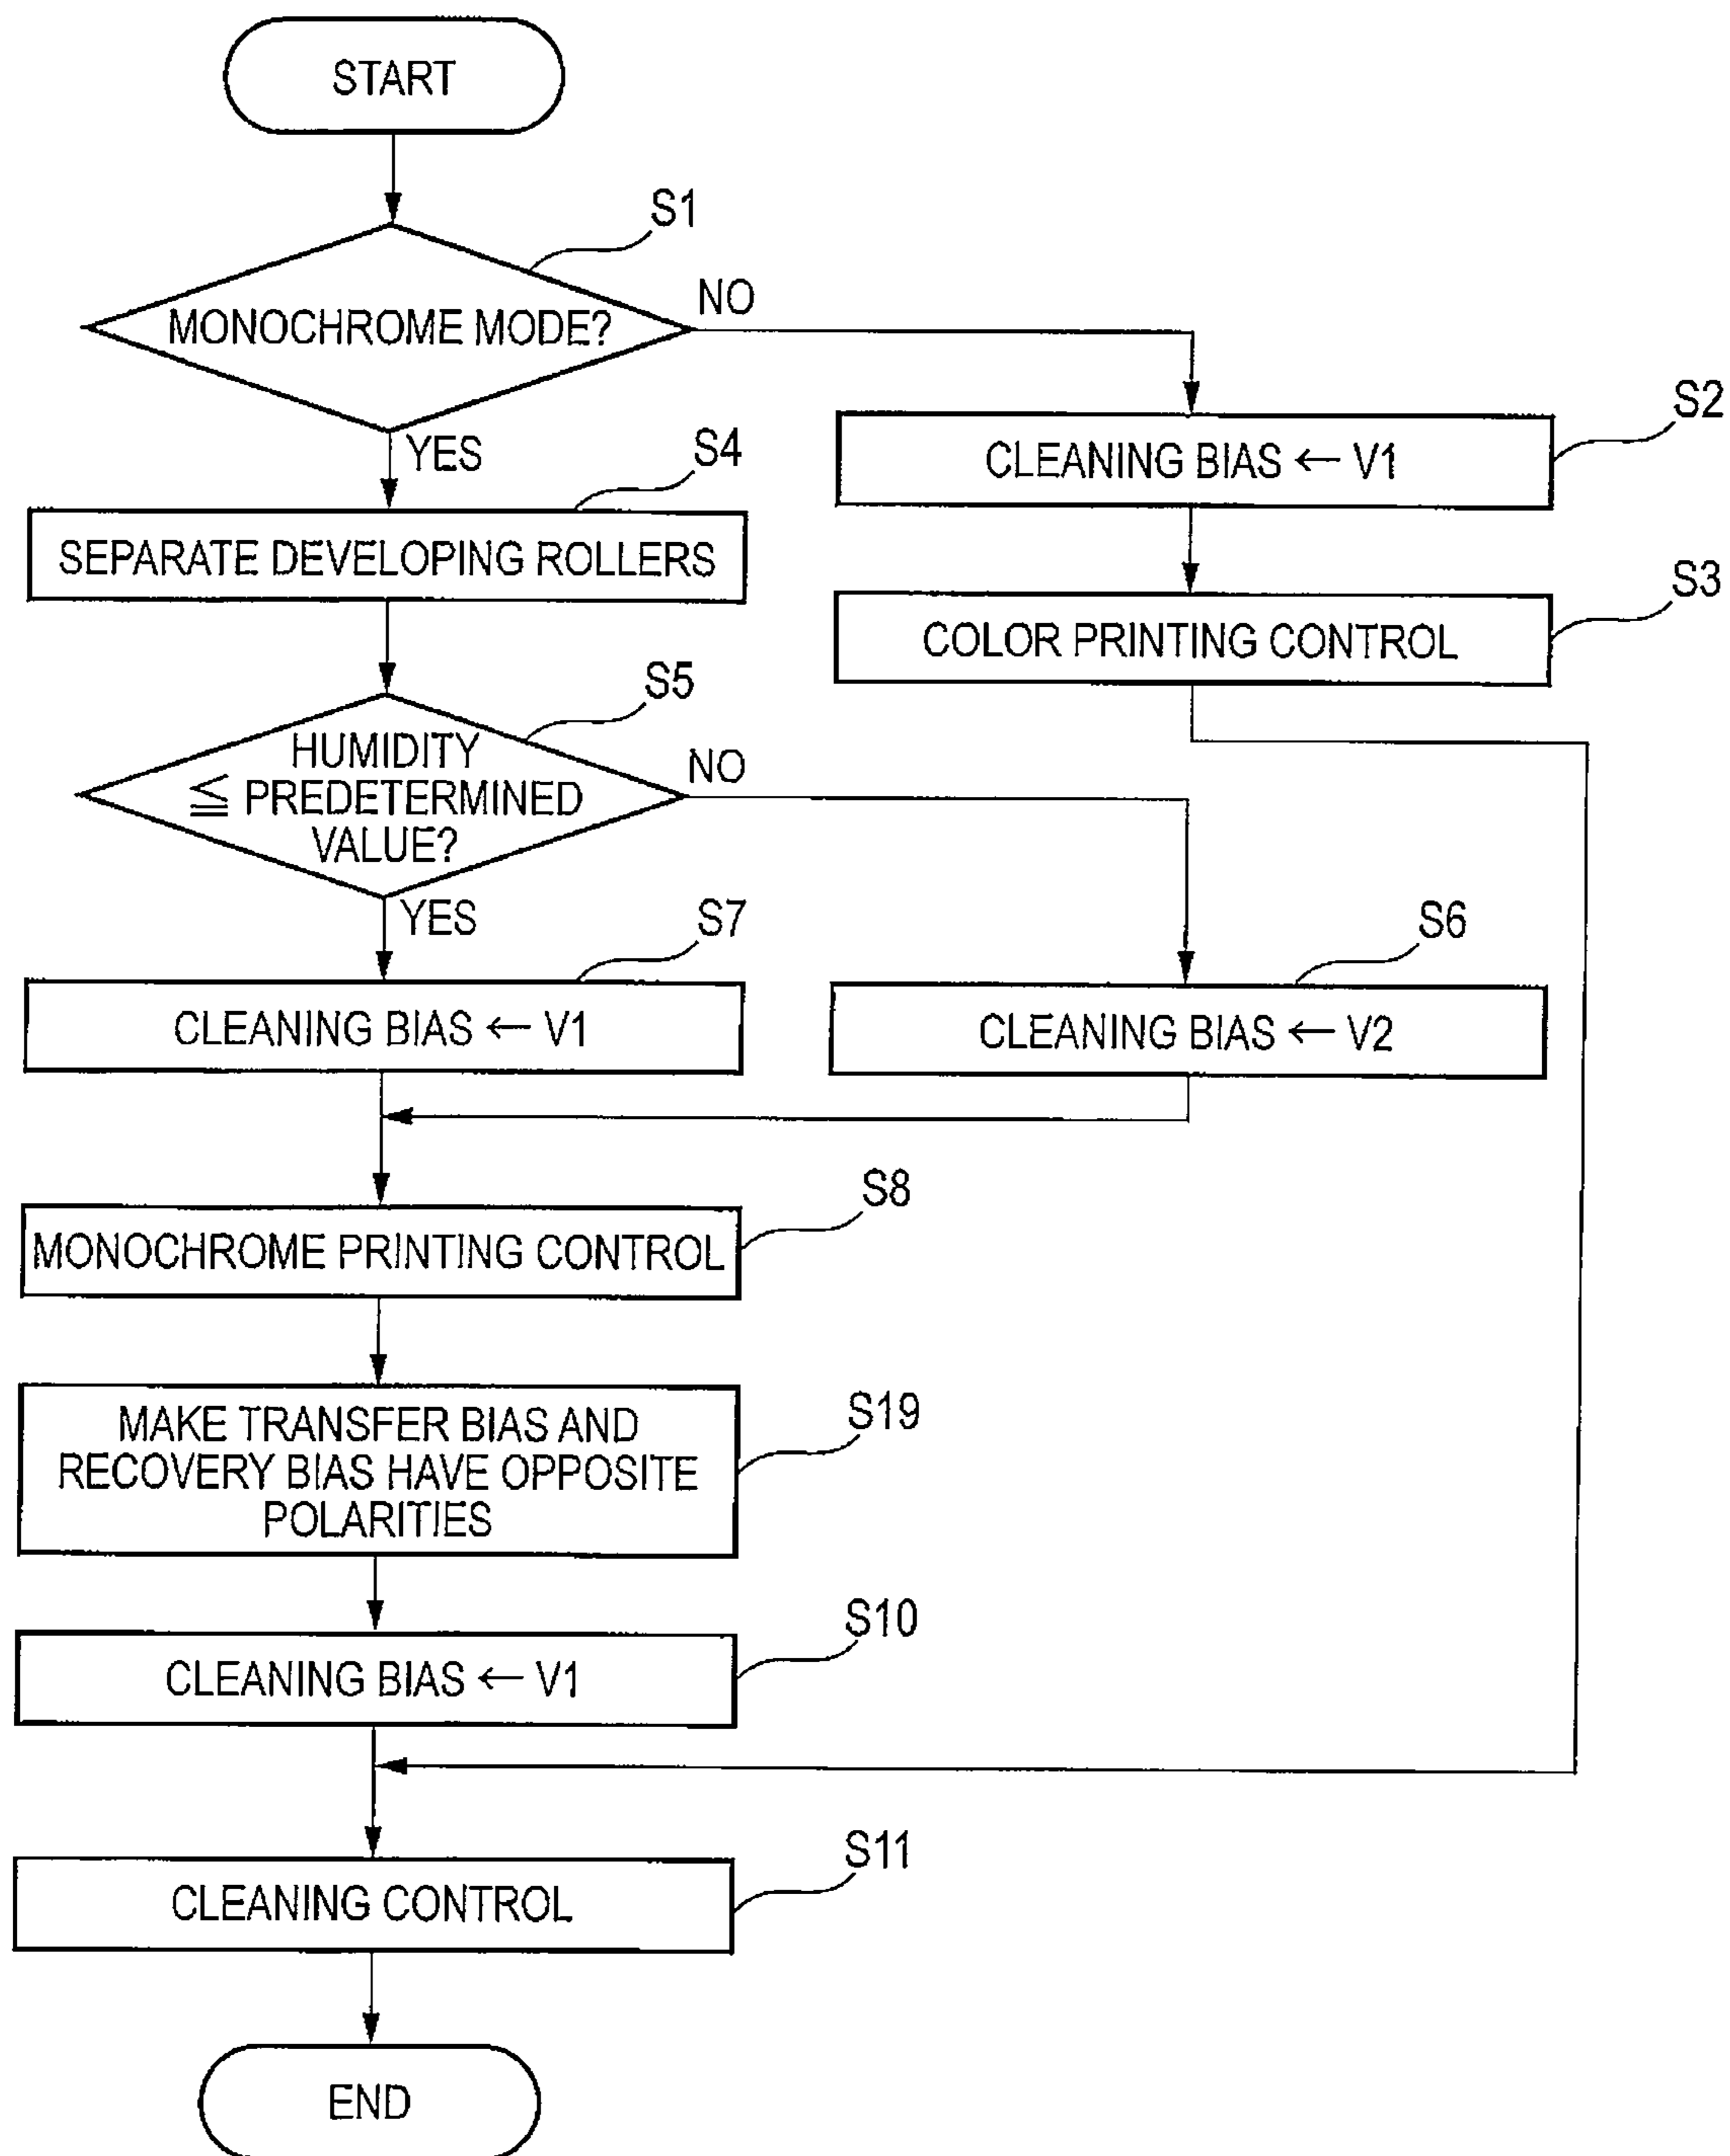 START
S1
MONOCHROME MODE?
NO
YES
S2
CLEANING BIAS ← V1
S4
SEPARATE DEVELOPING ROLLERS
S3
COLOR PRINTING CONTROL
S5
HUMIDITY
≦ PREDETERMINED
VALUE?
NO
YES
S7
CLEANING BIAS ← V1
S6
CLEANING BIAS ← V2
S8
MONOCHROME PRINTING CONTROL
S19
MAKE TRANSFER BIAS AND
RECOVERY BIAS HAVE OPPOSITE
POLARITIES
S10
CLEANING BIAS ← V1
S11
CLEANING CONTROL
END